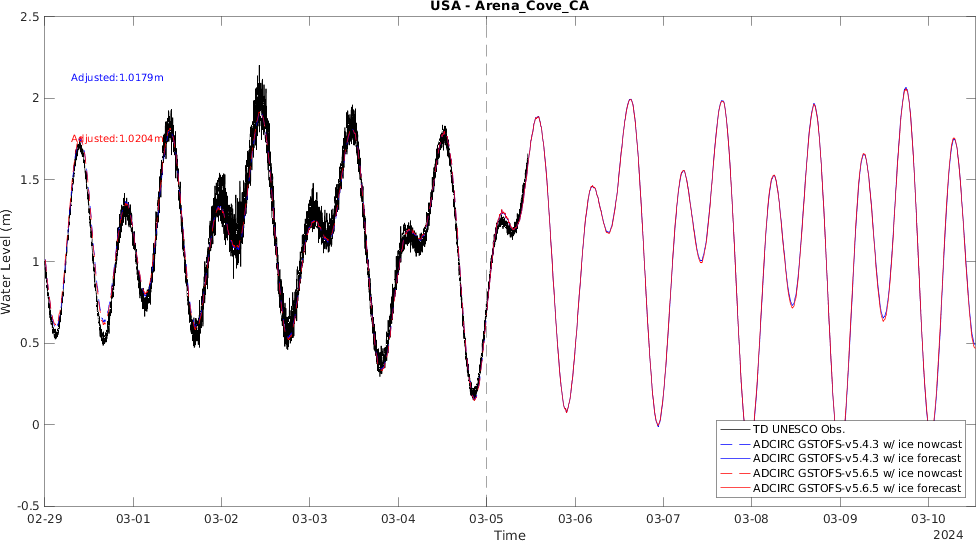 USA - Arena_Cove_CA
2.5
2
1.5
1
0.5
0
-0.5
Water Level (m)
Adjusted:1.0179m
Adjusted:1.0204m
TD UNESCO Obs.
ADCIRC GSTOFS-v5.4.3 w/ ice nowcast
ADCIRC GSTOFS-v5.4.3 w/ ice forecast
ADCIRC GSTOFS-v5.6.5 w/ ice nowcast
ADCIRC GSTOFS-v5.6.5 w/ ice forecast
02-29 03-01 03-02 03-03 03-04 03-05 03-06 03-07 03-08 03-09 03-10
Time
2024